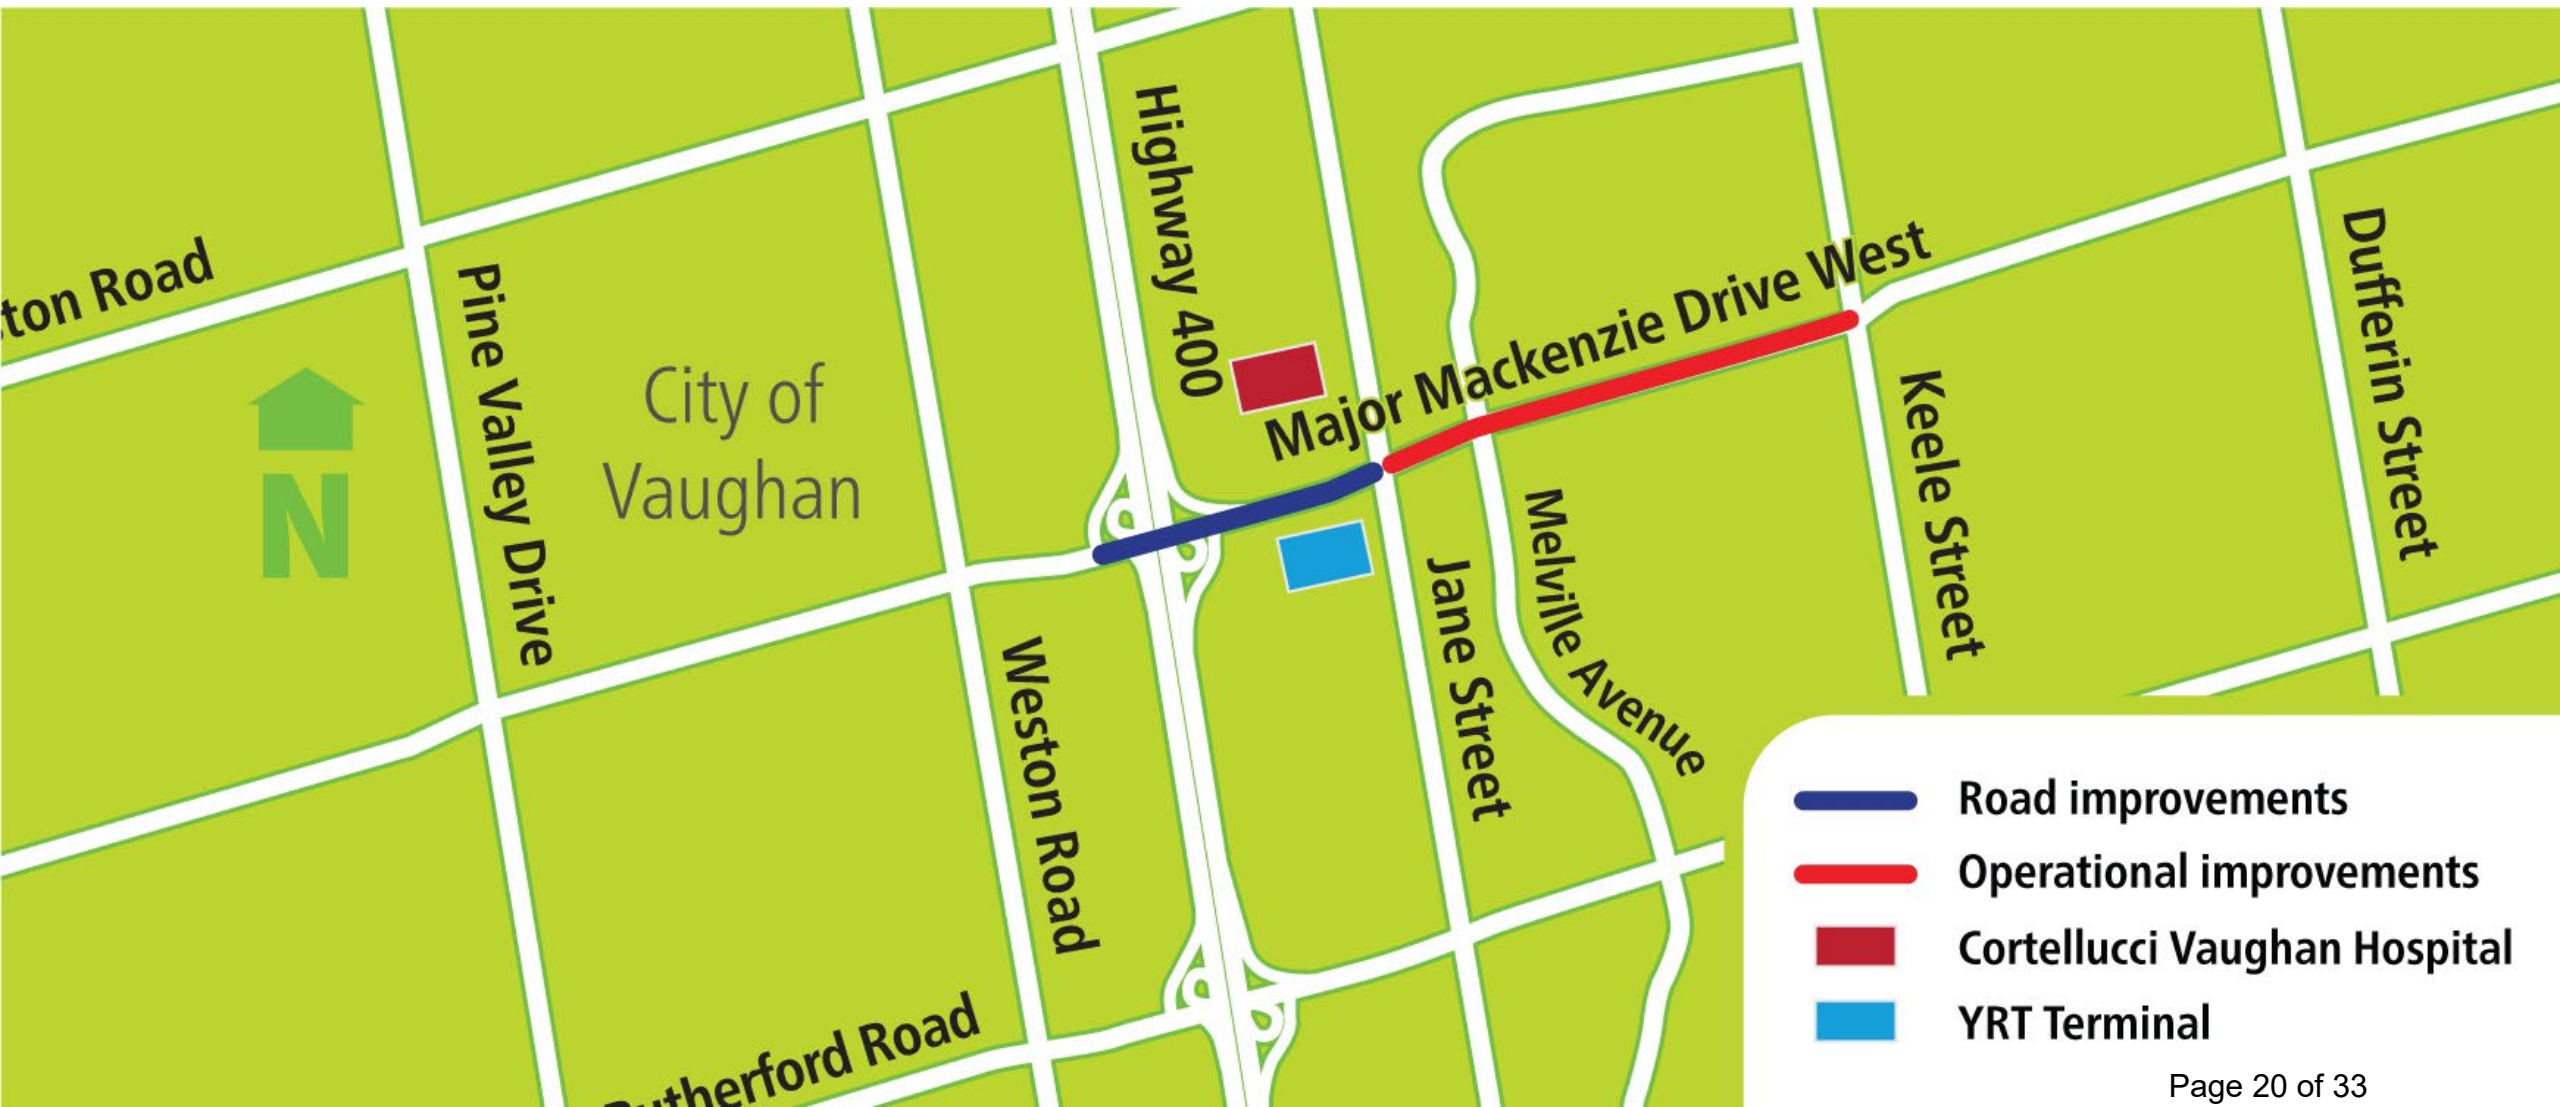 Highway 400
ton Road
Pine Valley Drive
Dufferin Street
Major Mackenzie Drive West
City of
Vaughan
N
Keele Street
Melville Avenue
Jane Street
Weston Road
Rutherford Road
Road improvements
Operational improvements
Cortellucci Vaughan Hospital
YRT Terminal
Page 20 of 33